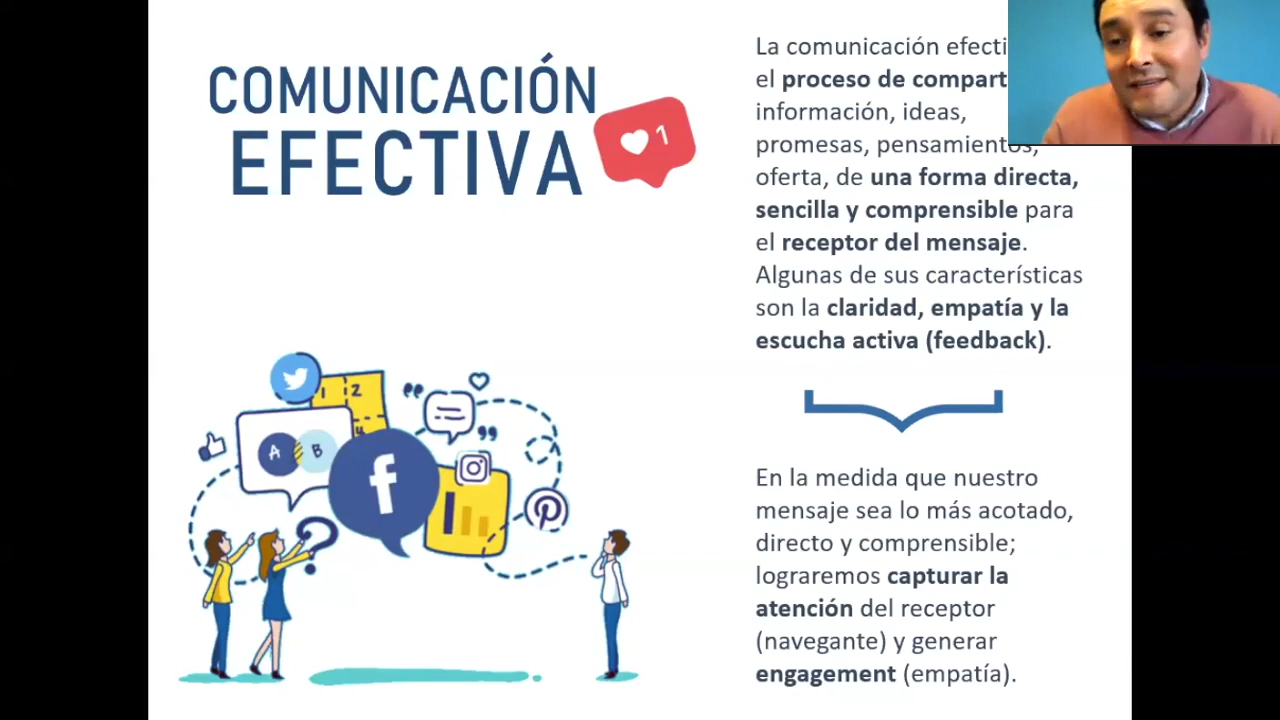 COMUNICACIÓN
EFECTIVA
1
La comunicación
el proceso de
información, ideas,
promesas, pensamientos,
oferta, de una forma directa,
sencilla y comprensible para
el receptor del mensaje.
Algunas de sus características
son la claridad, empatía y la
escucha activa (feedback).
1 2
4
A B
f
En la medida que nuestro
mensaje sea lo más acotado,
directo y comprensible;
lograremos capturar la
atención del receptor
(navegante) y generar
engagement (empatía).